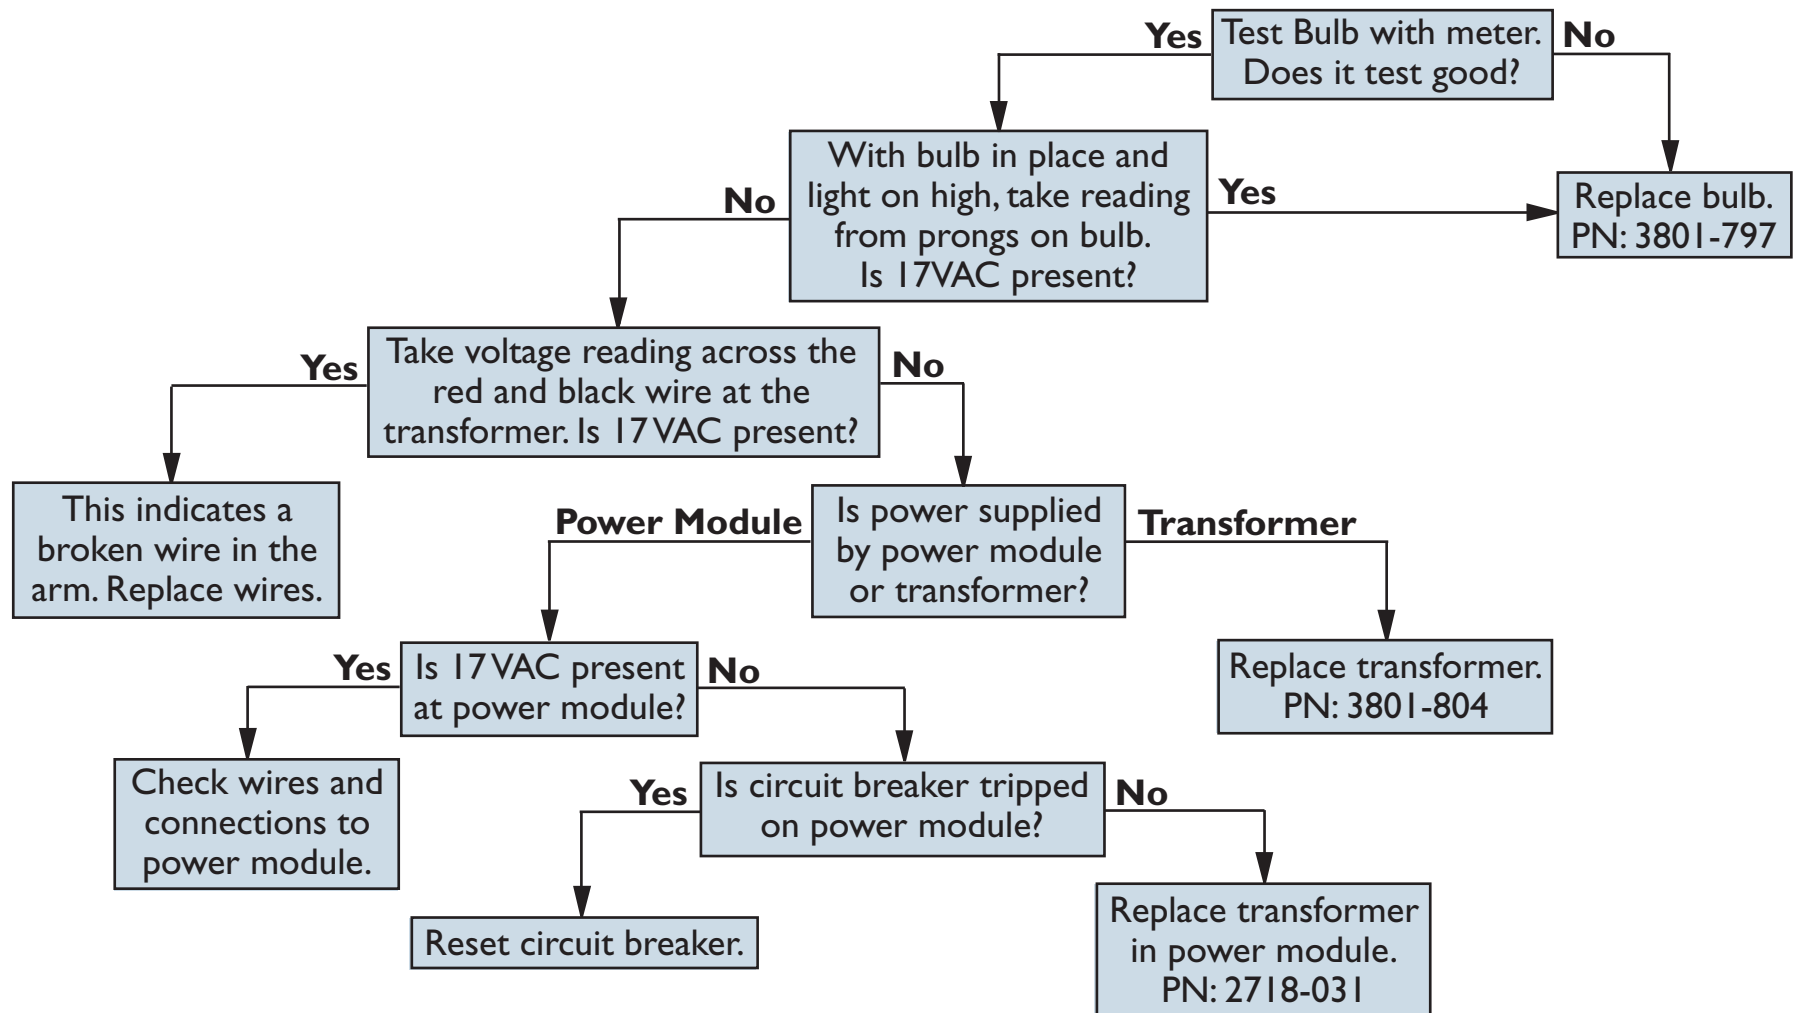 Yes
Test Bulb with meter.
Does it test good?
No
With bulb in place and
light on high, take reading
from prongs on bulb.
Is 17VAC present?
No
Yes
Replace bulb.
PN: 3801-797
Yes
Take voltage reading across the
red and black wire at the
transformer. Is 17 VAC present?
No
This indicates a
broken wire in the
arm. Replace wires.
Power Module
Is power supplied
by power module
or transformer?
Transformer
Yes
Is 17 VAC present
at power module?
No
Replace transformer.
PN: 3801-804
Check wires and
connections to
power module.
Yes
Is circuit breaker tripped
on power module?
No
Reset circuit breaker.
Replace transformer
in power module.
PN: 2718-031